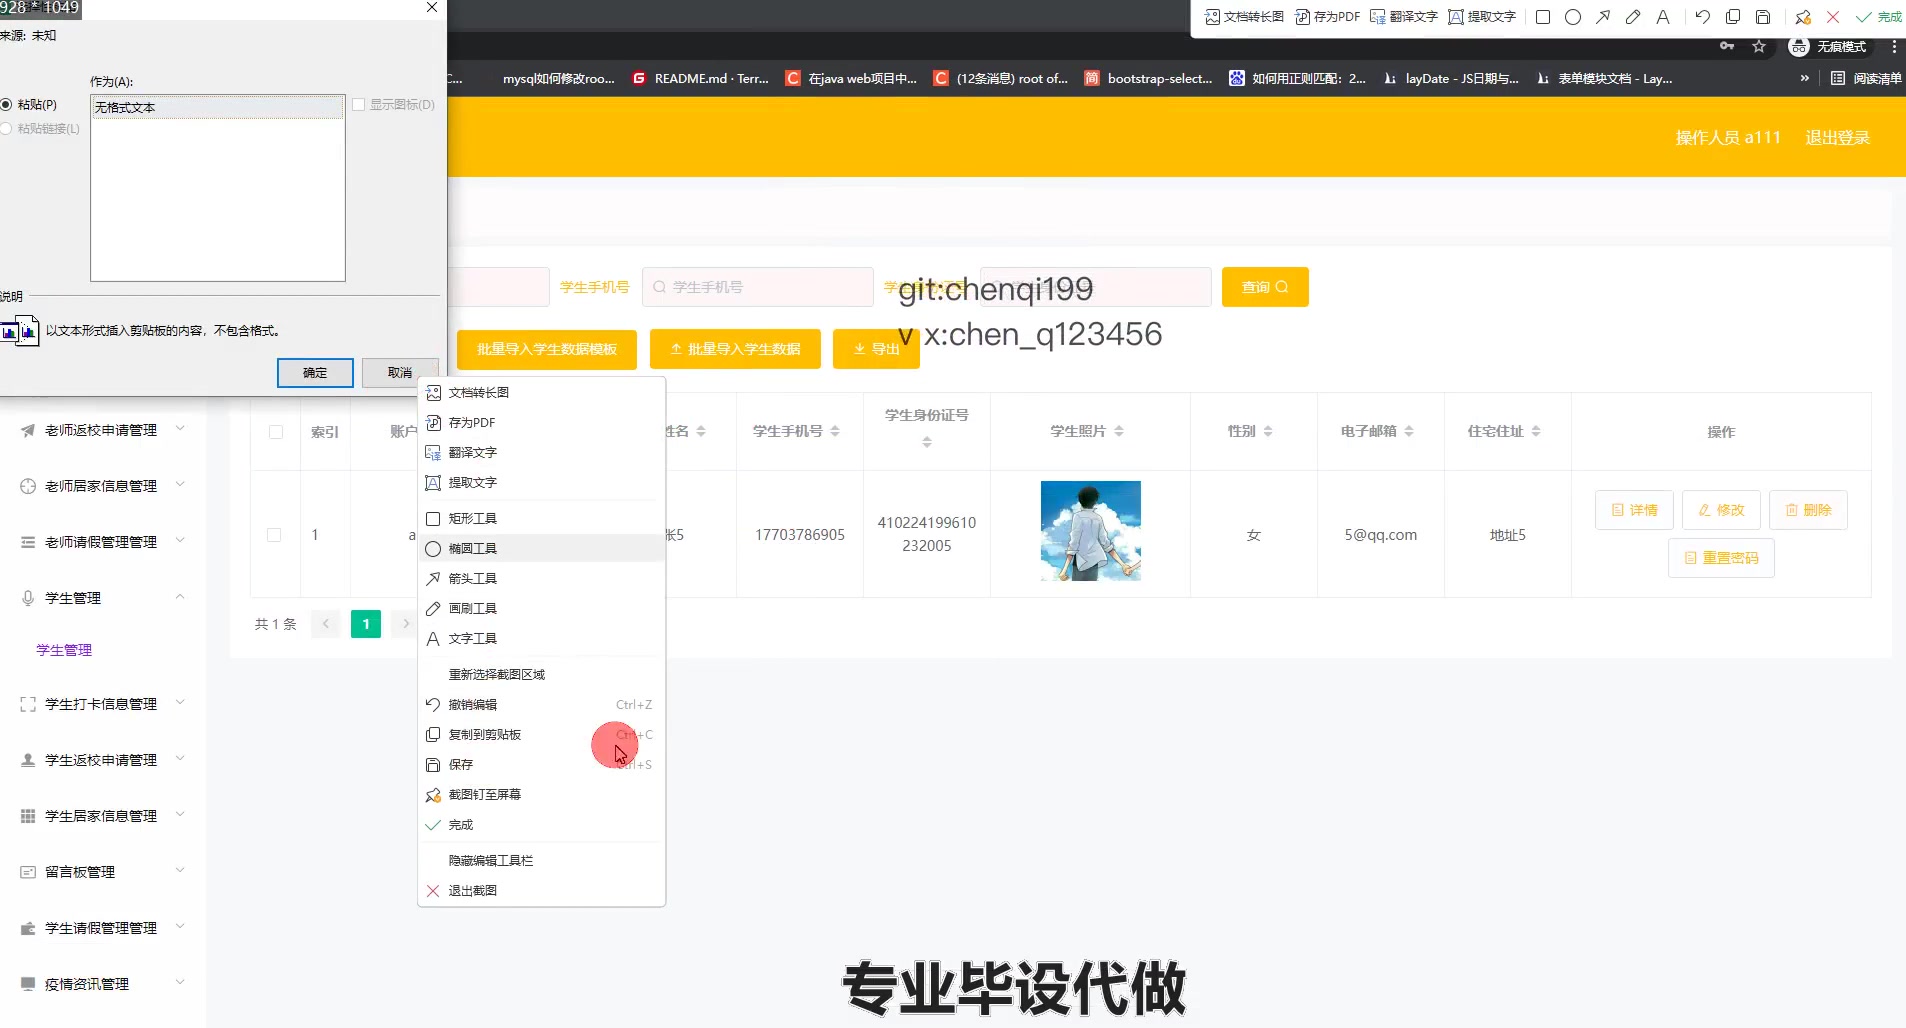 928 * 1049
来源: 未知
作为(A):
粘贴(P)
无格式文本
显示图标(D)
粘贴链接(L)
说明
以文本形式插入剪贴板的内容，不包含格式。
确定
取消
文档转长图
存为PDF
翻译文字
提取文字
完成
无痕模式
C...
mysql如何修改roo...
README.md · Terr...
在java web项目中...
(12条消息) root of...
bootstrap-select...
如何用正则匹配：2...
layDate - JS日期与...
表单模块文档 - Lay...
»
阅读清单
操作人员 a111
退出登录
学生手机号
学生手机号
查询
git:chenqi199
v x:chen_q123456
批量导入学生数据模板
批量导入学生数据
导出
索引
账户
姓名
学生手机号
学生身份证号
学生照片
性别
电子邮箱
住宅住址
操作
1
a
张5
17703786905
410224199610
232005
女
5@qq.com
地址5
详情
修改
删除
重置密码
共 1 条
1
老师返校申请管理
老师居家信息管理
老师请假管理管理
学生管理
学生管理
学生打卡信息管理
学生返校申请管理
学生居家信息管理
留言板管理
学生请假管理管理
疫情资讯管理
文档转长图
存为PDF
翻译文字
提取文字
矩形工具
椭圆工具
箭头工具
画刷工具
文字工具
重新选择截图区域
撤销编辑 Ctrl+Z
复制到剪贴板 Ctrl+C
保存 Ctrl+S
截图钉至屏幕
完成
隐藏编辑工具栏
退出截图
专业毕设代做